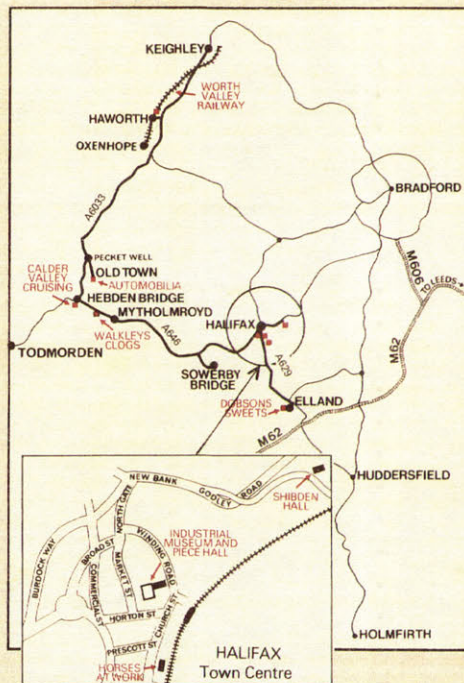 KEIGHLEY
WORTH
VALLEY
RAILWAY
HAWORTH
OXENHOPE
BRADFORD
A6033
M606
TO LEEDS
PECKET WELL
OLD TOWN
AUTOMOBILIA
CALDER
VALLEY
CRUISING
HEBDEN BRIDGE
MYTHOLMROYD
HALIFAX
M62
A646
WALKLEYS
CLOGS
TODMORDEN
SOWERBY
BRIDGE
A629
ELLAND
DOBSONS
SWEETS
M62
HUDDERSFIELD
HOLMFIRTH
NEW BANK
GODLEY ROAD
SHIBDEN
HALL
NORTH GATE
BURDOCK WAY
BROAD ST
WINDING ROAD
INDUSTRIAL
MUSEUM AND
PIECE HALL
MARKET ST
COMMERCIAL ST
HORTON ST
CHURCH ST
PRESCOTT ST
HORSES
AT WORK
HALIFAX
Town Centre